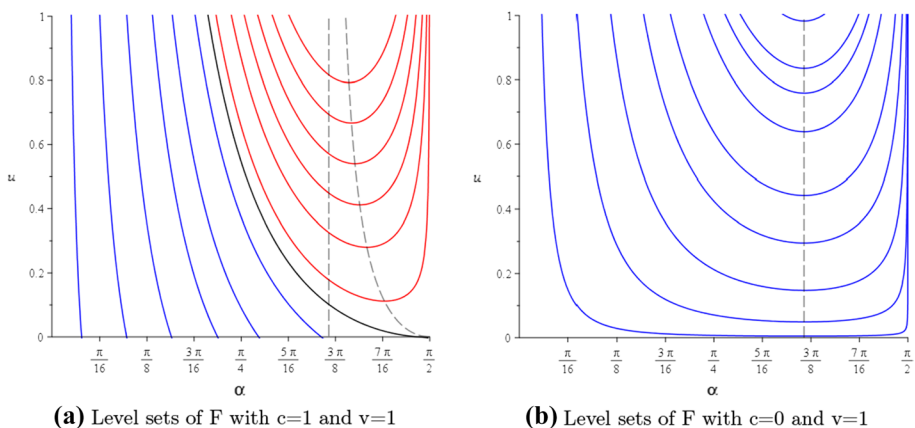 1
0.8
0.6
0.4
0.2
0
π/16
π/8
3π/16
π/4
5π/16
3π/8
7π/16
π/2
α
(a) Level sets of F with c=1 and v=1
1
0.8
0.6
0.4
0.2
0
π/16
π/8
3π/16
π/4
5π/16
3π/8
7π/16
π/2
α
(b) Level sets of F with c=0 and v=1